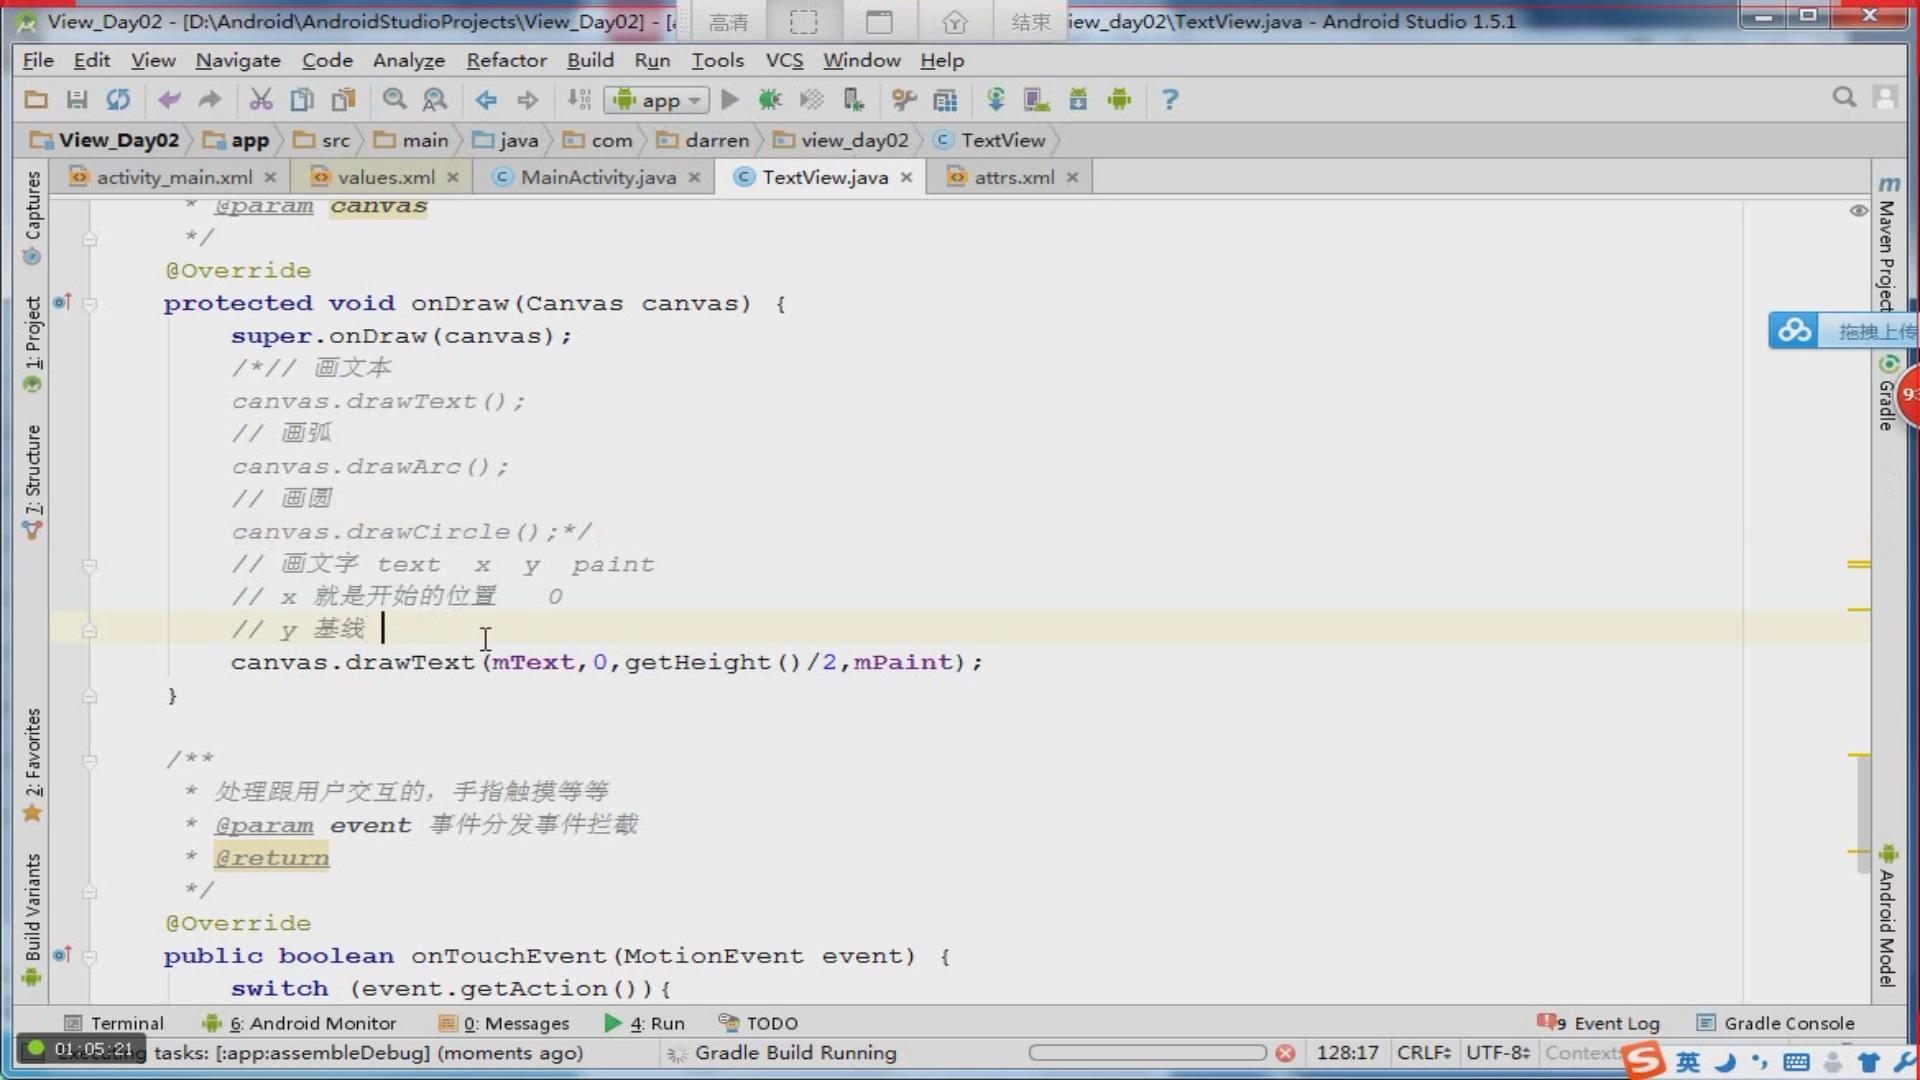 View_Day02 - [D:\Android\AndroidStudioProjects\View_Day02] - [
高清
结束
iew_day02\TextView.java - Android Studio 1.5.1
File Edit View Navigate Code Analyze Refactor Build Run Tools VCS Window Help
app
View_Day02 app src main java com darren view_day02 TextView
activity_main.xml values.xml MainActivity.java TextView.java attrs.xml
Captures
1: Project
7: Structure
2: Favorites
Build Variants
* @param canvas
*/
@Override
protected void onDraw(Canvas canvas) {
super.onDraw(canvas);
/*// 画文本
canvas.drawText();
// 画弧
canvas.drawArc();
// 画圆
canvas.drawCircle();*/
// 画文字 text x y paint
// x 就是开始的位置 0
// y 基线
canvas.drawText(mText,0,getHeight()/2,mPaint);
}
/**
* 处理跟用户交互的，手指触摸等等
* @param event 事件分发事件拦截
* @return
*/
@Override
public boolean onTouchEvent(MotionEvent event) {
switch (event.getAction()){
m
Maven Project
拖拽上传
Gradle
Android Model
Terminal 6: Android Monitor 0: Messages 4: Run TODO 9 Event Log Gradle Console
01:05:21
tasks: [:app:assembleDebug] (moments ago) Gradle Build Running 128:17 CRLF UTF-8 Context:
S 英